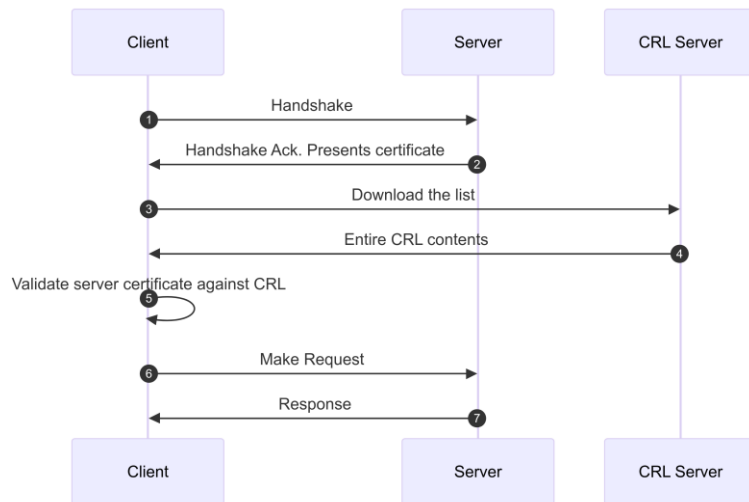 Client
Server
CRL Server
1
Handshake
Handshake Ack. Presents certificate
2
3
Download the list
Entire CRL contents
4
Validate server certificate against CRL
5
6
Make Request
Response
7
Client
Server
CRL Server